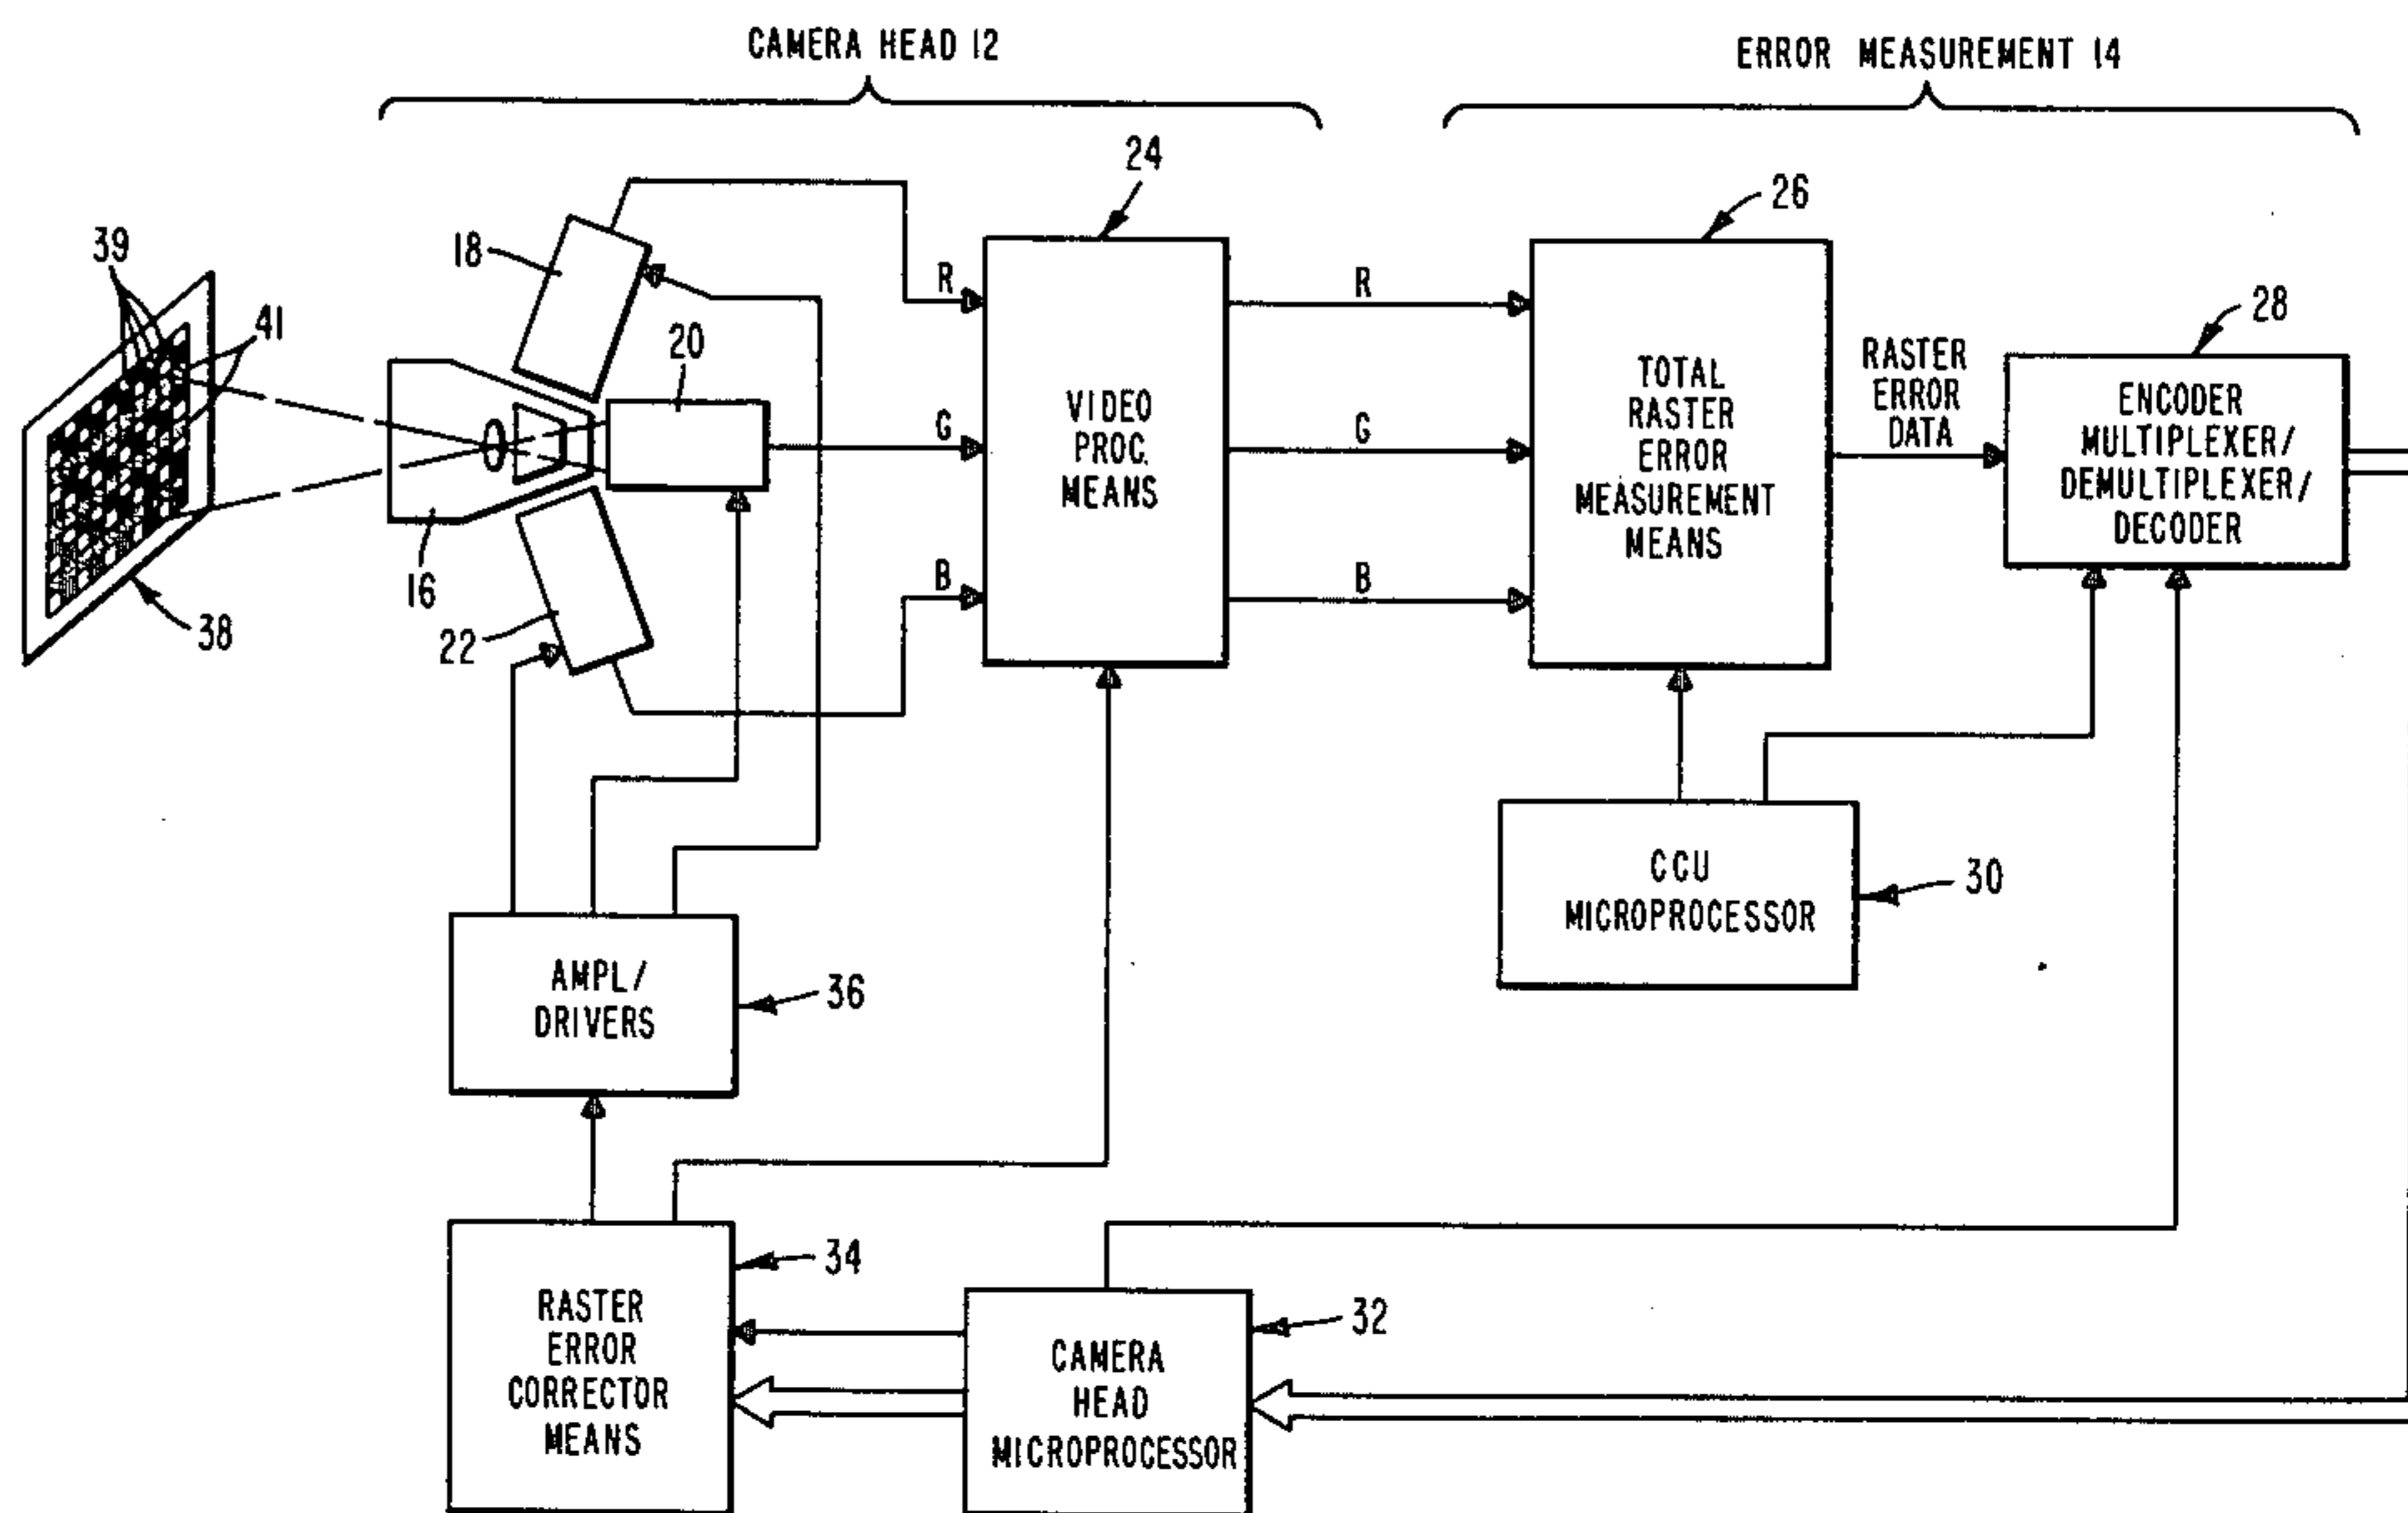 CAMERA HEAD 12
ERROR MEASUREMENT 14
24
26
39
18
R
R
28
41
20
RASTER
ERROR
DATA
VIDEO
PROC.
MEANS
G
G
TOTAL
RASTER
ERROR
MEASUREMENT
MEANS
ENCODER
MULTIPLEXER/
DEMULTIPLEXER/
DECODER
16
B
B
38
22
CCU
MICROPROCESSOR
30
AMPL/
DRIVERS
36
34
RASTER
ERROR
CORRECTOR
MEANS
32
CAMERA
HEAD
MICROPROCESSOR